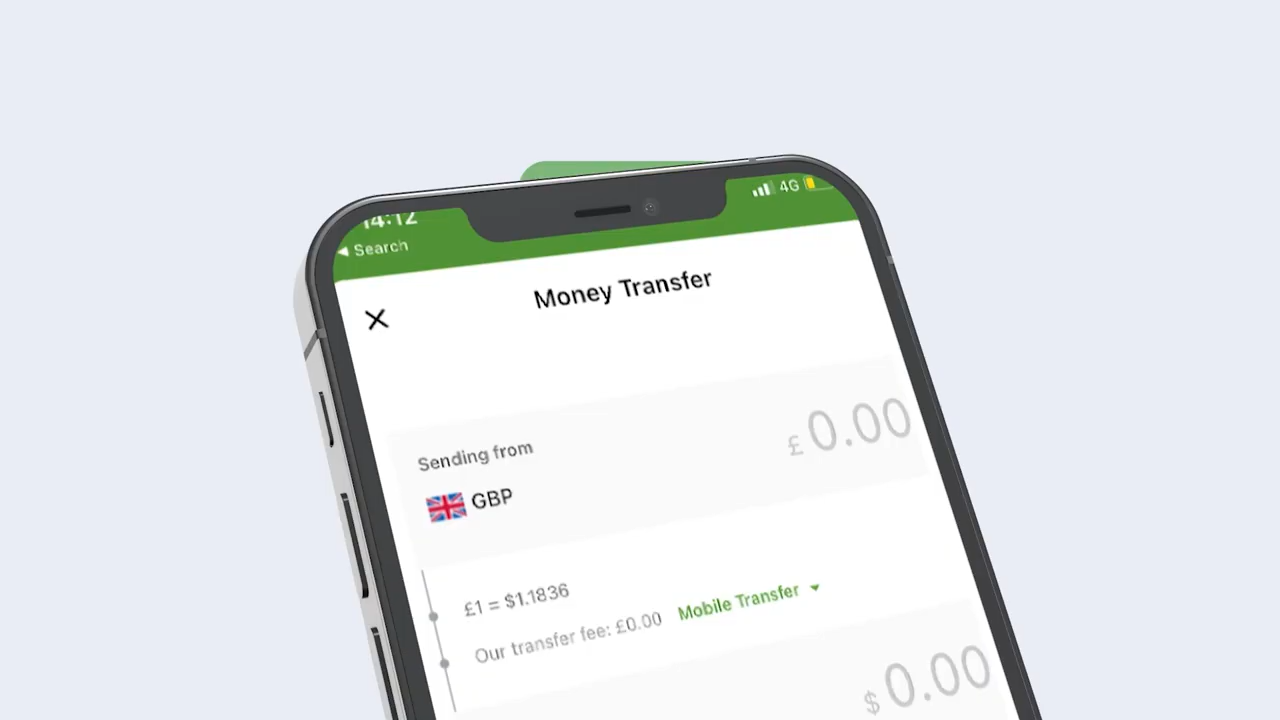 14:12
4G
Search
Money Transfer
£0.00
Sending from
GBP
£1 = $1.1836
Our transfer fee: £0.00 Mobile Transfer
$0.00